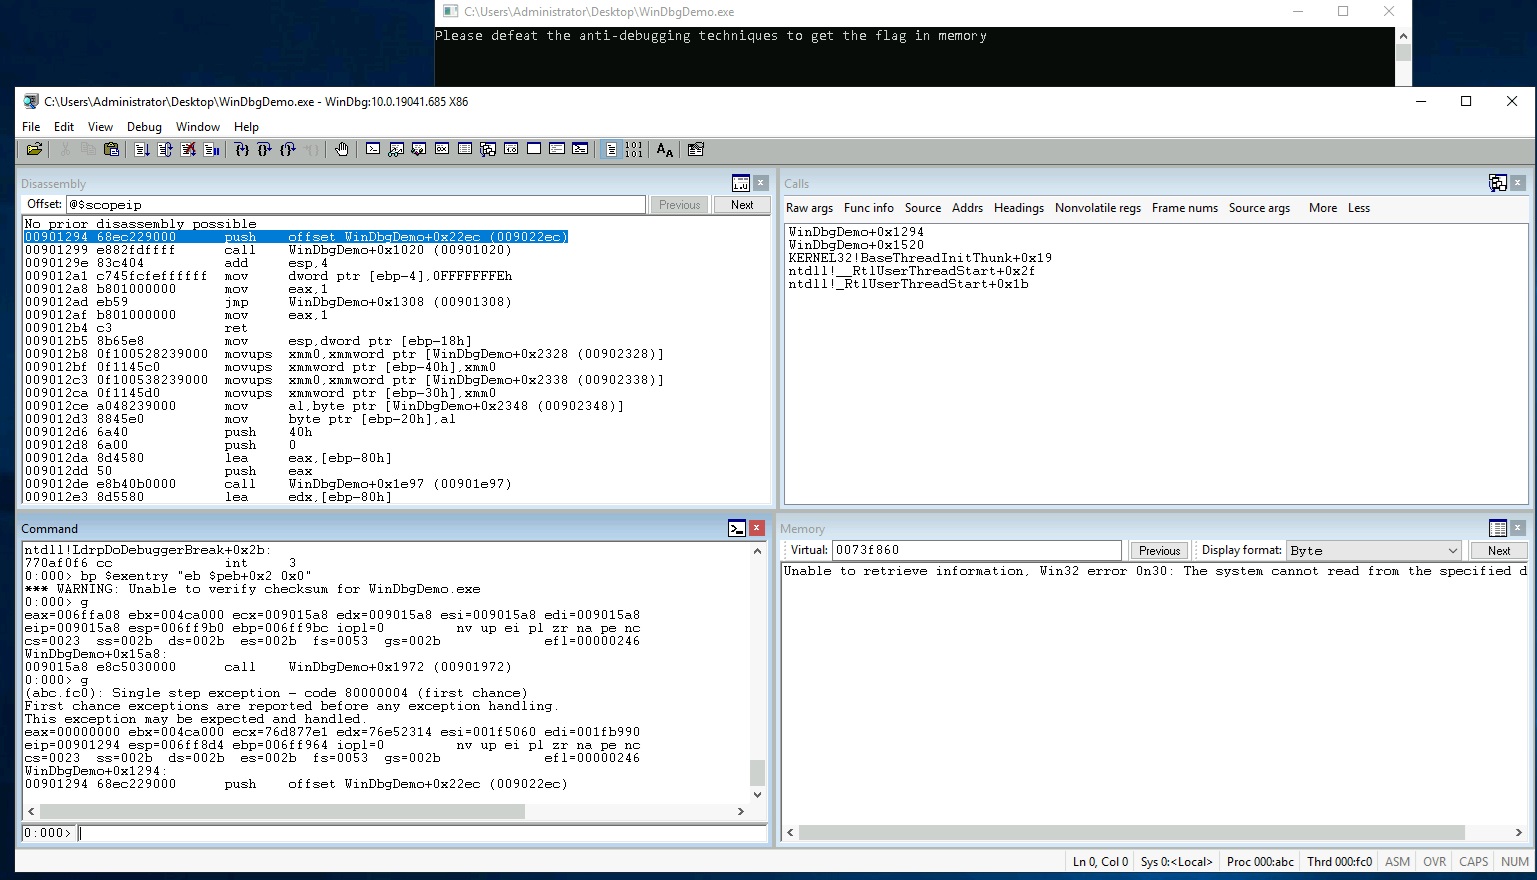 C:\Users\Administrator\Desktop\WinDbgDemo.exe
Please defeat the anti-debugging techniques to get the flag in memory
C:\Users\Administrator\Desktop\WinDbgDemo.exe - WinDbg:10.0.19041.685 X86
File Edit View Debug Window Help
Disassembly
Offset: @$scopeip Previous Next
No prior disassembly possible
00901294 68ec229000 push offset WinDbgDemo+0x22ec (009022ec)
00901299 e882fdffff call WinDbgDemo+0x1020 (00901020)
0090129e 83c404 add esp,4
009012a1 c745fcfeffffff mov dword ptr [ebp-4],0FFFFFFFEh
009012a8 b801000000 mov eax,1
009012ad eb59 jmp WinDbgDemo+0x1308 (00901308)
009012af b801000000 mov eax,1
009012b4 c3 ret
009012b5 8b65e8 mov esp,dword ptr [ebp-18h]
009012b8 0f100528239000 movups xmm0,xmmword ptr [WinDbgDemo+0x2328 (00902328)]
009012bf 0f1145c0 movups xmmword ptr [ebp-40h],xmm0
009012c3 0f100538239000 movups xmm0,xmmword ptr [WinDbgDemo+0x2338 (00902338)]
009012ca 0f1145d0 movups xmmword ptr [ebp-30h],xmm0
009012ce a048239000 mov al,byte ptr [WinDbgDemo+0x2348 (00902348)]
009012d3 8845e0 mov byte ptr [ebp-20h],al
009012d6 6a40 push 40h
009012d8 6a00 push 0
009012da 8d4580 lea eax,[ebp-80h]
009012dd 50 push eax
009012de e8b40b0000 call WinDbgDemo+0x1e97 (00901e97)
009012e3 8d5580 lea edx,[ebp-80h]
Calls
Raw args Func info Source Addrs Headings Nonvolatile regs Frame nums Source args More Less
WinDbgDemo+0x1294
WinDbgDemo+0x1520
KERNEL32!BaseThreadInitThunk+0x19
ntdll!__RtlUserThreadStart+0x2f
ntdll!_RtlUserThreadStart+0x1b
Command
ntdll!LdrpDoDebuggerBreak+0x2b:
770af0f6 cc int 3
0:000> bp $exentry "eb $peb+0x2 0x0"
*** WARNING: Unable to verify checksum for WinDbgDemo.exe
0:000> g
eax=006ffa08 ebx=004ca000 ecx=009015a8 edx=009015a8 esi=009015a8 edi=009015a8
eip=009015a8 esp=006ff9b0 ebp=006ff9bc iopl=0 nv up ei pl zr na pe nc
cs=0023 ss=002b ds=002b es=002b fs=0053 gs=002b efl=00000246
WinDbgDemo+0x15a8:
009015a8 e8c5030000 call WinDbgDemo+0x1972 (00901972)
0:000> g
(abc.fc0): Single step exception - code 80000004 (first chance)
First chance exceptions are reported before any exception handling.
This exception may be expected and handled.
eax=00000000 ebx=004ca000 ecx=76d877e1 edx=76e52314 esi=001f5060 edi=001fb990
eip=00901294 esp=006ff8d4 ebp=006ff964 iopl=0 nv up ei pl zr na pe nc
cs=0023 ss=002b ds=002b es=002b fs=0053 gs=002b efl=00000246
WinDbgDemo+0x1294:
00901294 68ec229000 push offset WinDbgDemo+0x22ec (009022ec)
0:000>
Memory
Virtual: 0073f860 Previous Display format: Byte Next
Unable to retrieve information, Win32 error 0n30: The system cannot read from the specified d
Ln 0, Col 0 Sys 0:<Local> Proc 000:abc Thrd 000:fc0 ASM OVR CAPS NUM